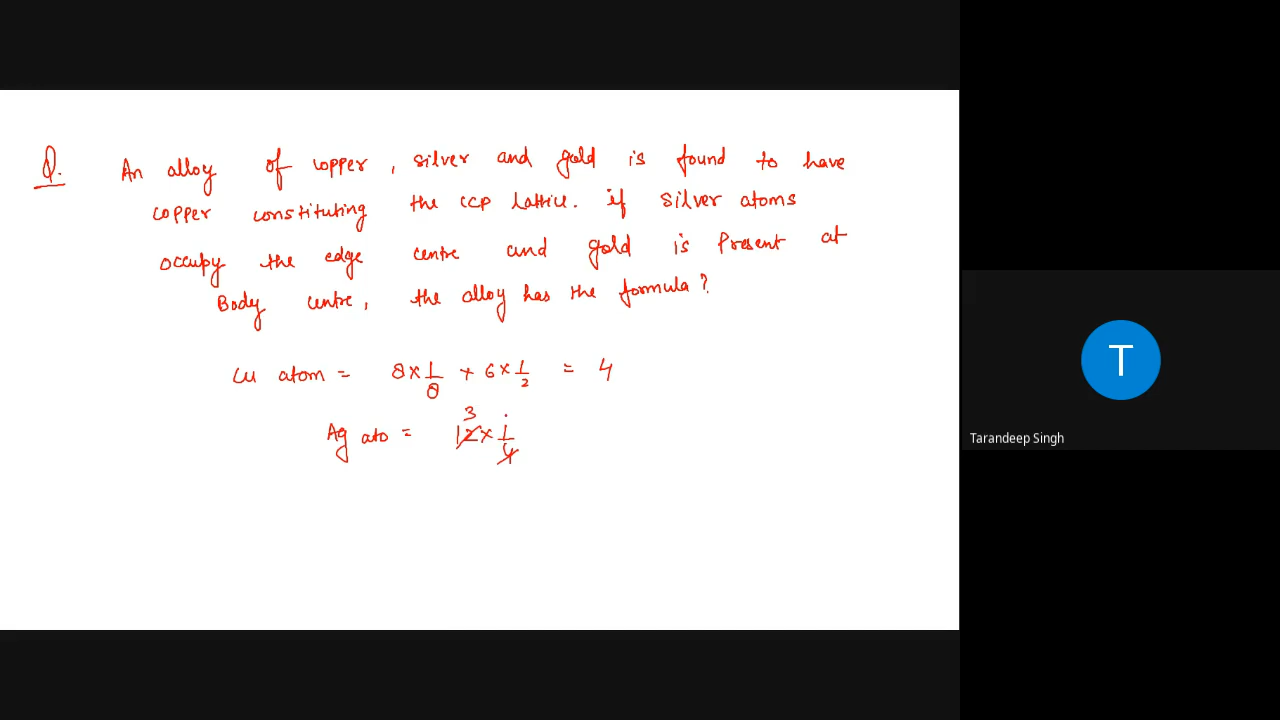 Q. An alloy of copper, silver and gold is found to have
copper constituting the CCP lattice. if silver atoms
occupy the edge centre and gold is Present at
Body centre, the alloy has the formula?
Cu atom = 8 × 1/8 + 6 × 1/2 = 4
3
Ag ato = 12 × 1/4
T
Tarandeep Singh